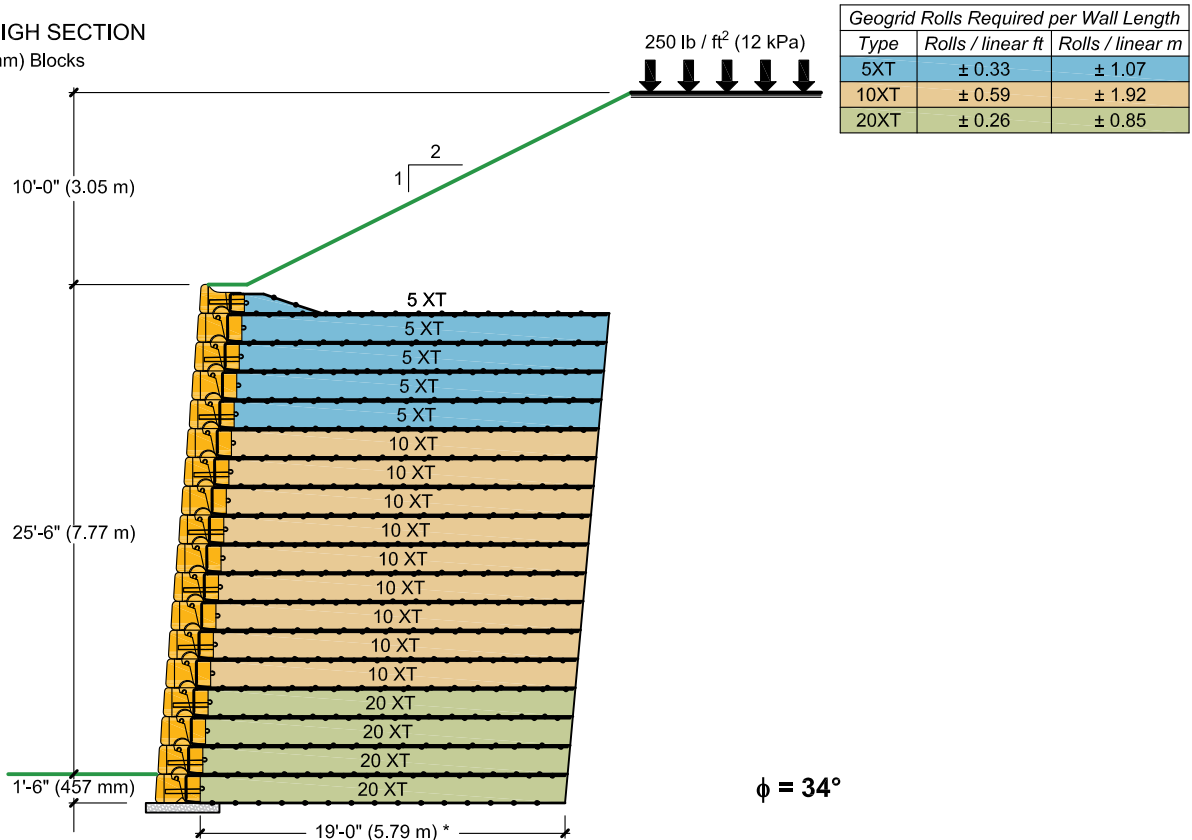 IGH SECTION
m) Blocks
250 lb / ft² (12 kPa)
Geogrid Rolls Required per Wall Length
Type Rolls / linear ft Rolls / linear m
5XT ± 0.33 ± 1.07
10XT ± 0.59 ± 1.92
20XT ± 0.26 ± 0.85
2
1
10'-0" (3.05 m)
5 XT
5 XT
5 XT
5 XT
5 XT
10 XT
10 XT
10 XT
10 XT
25'-6" (7.77 m)
10 XT
10 XT
10 XT
10 XT
10 XT
20 XT
20 XT
20 XT
1'-6" (457 mm)
20 XT
ϕ = 34°
19'-0" (5.79 m) *